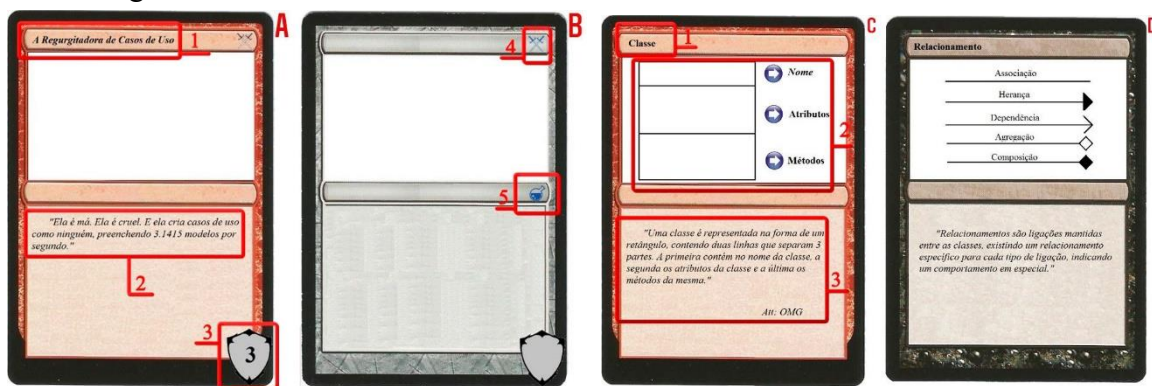 A
A Regurgitadora de Casos de Uso
1
"Ela é má. Ela é cruel. E ela cria casos de uso
como ninguém, preenchendo 3.1415 modelos por
segundo."
2
3
3
B
4
5
C
Classe
1
Nome
Atributos
2
Métodos
"Uma classe é representada na forma de um
retângulo, contendo duas linhas que separam 3
partes. A primeira contém no nome da classe, a
segunda os atributos da classe e a última os
métodos da mesma."
3
Att: OMG
D
Relacionamento
Associação
Herança
Dependência
Agregação
Composição
"Relacionamentos são ligações mantidas
entre as classes, existindo um relacionamento
específico para cada tipo de ligação, indicando
um comportamento em especial."